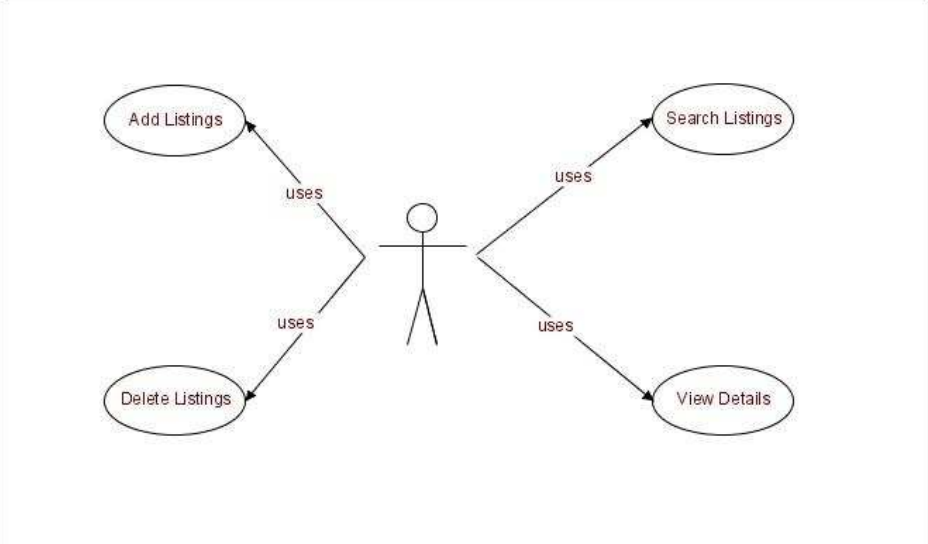 Add Listings
Search Listings
uses
uses
uses
uses
Delete Listings
View Details